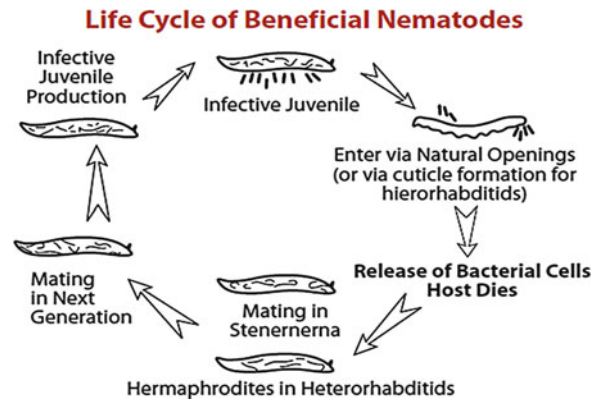 Life Cycle of Beneficial Nematodes
Infective
Juvenile
Production
Infective Juvenile
Enter via Natural Openings
(or via cuticle formation for
hierorhabditids)
Release of Bacterial Cells
Host Dies
Mating in
Stenernerna
Hermaphrodites in Heterorhabditids
Mating
in Next
Generation